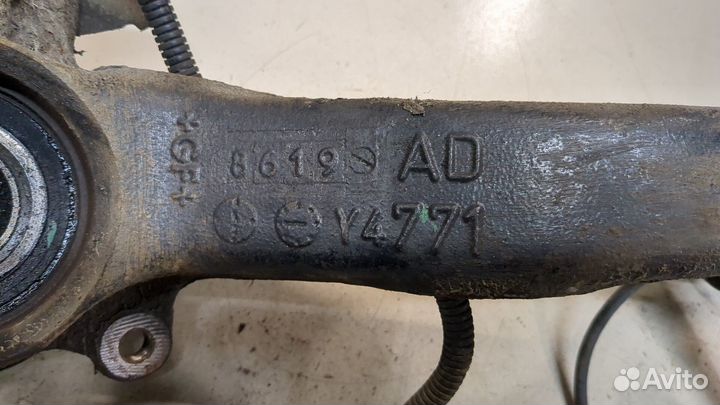 +GF+
8619 AD
Y4771
Avito